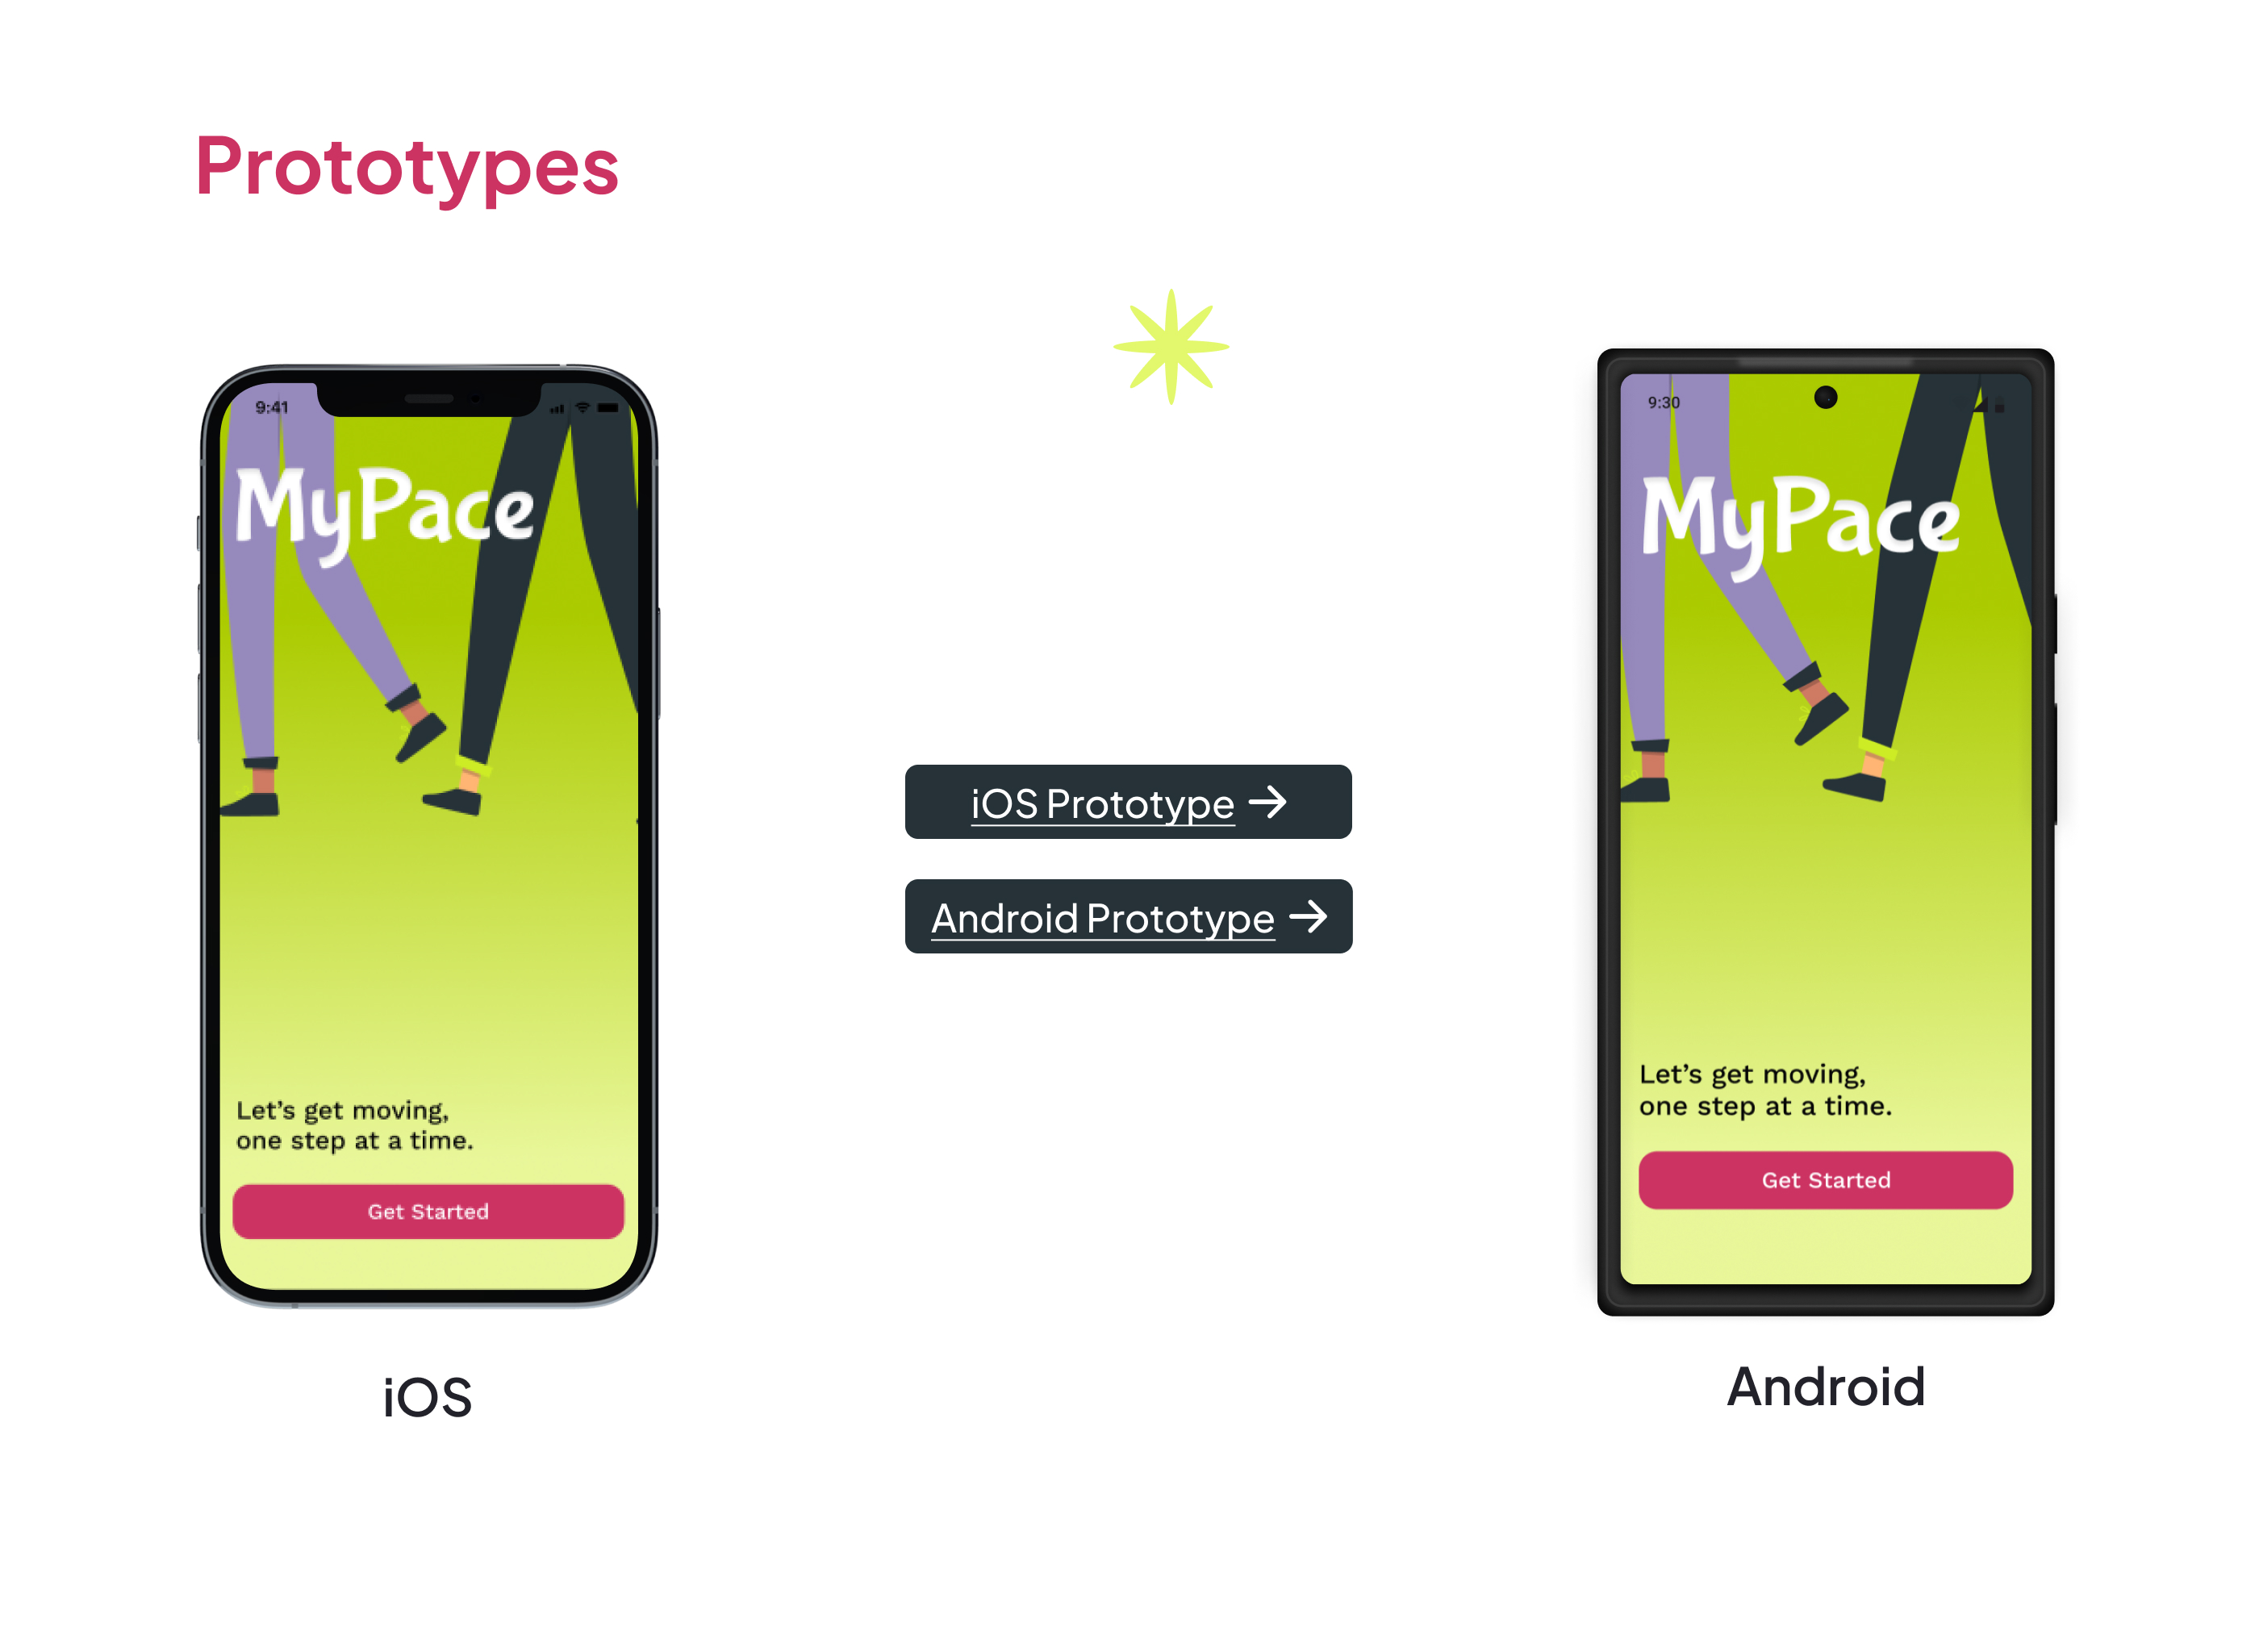 Prototypes
9:41
MyPace
Let's get moving,
one step at a time.
Get Started
iOS
iOS Prototype →
Android Prototype →
9:30
MyPace
Let's get moving,
one step at a time.
Get Started
Android